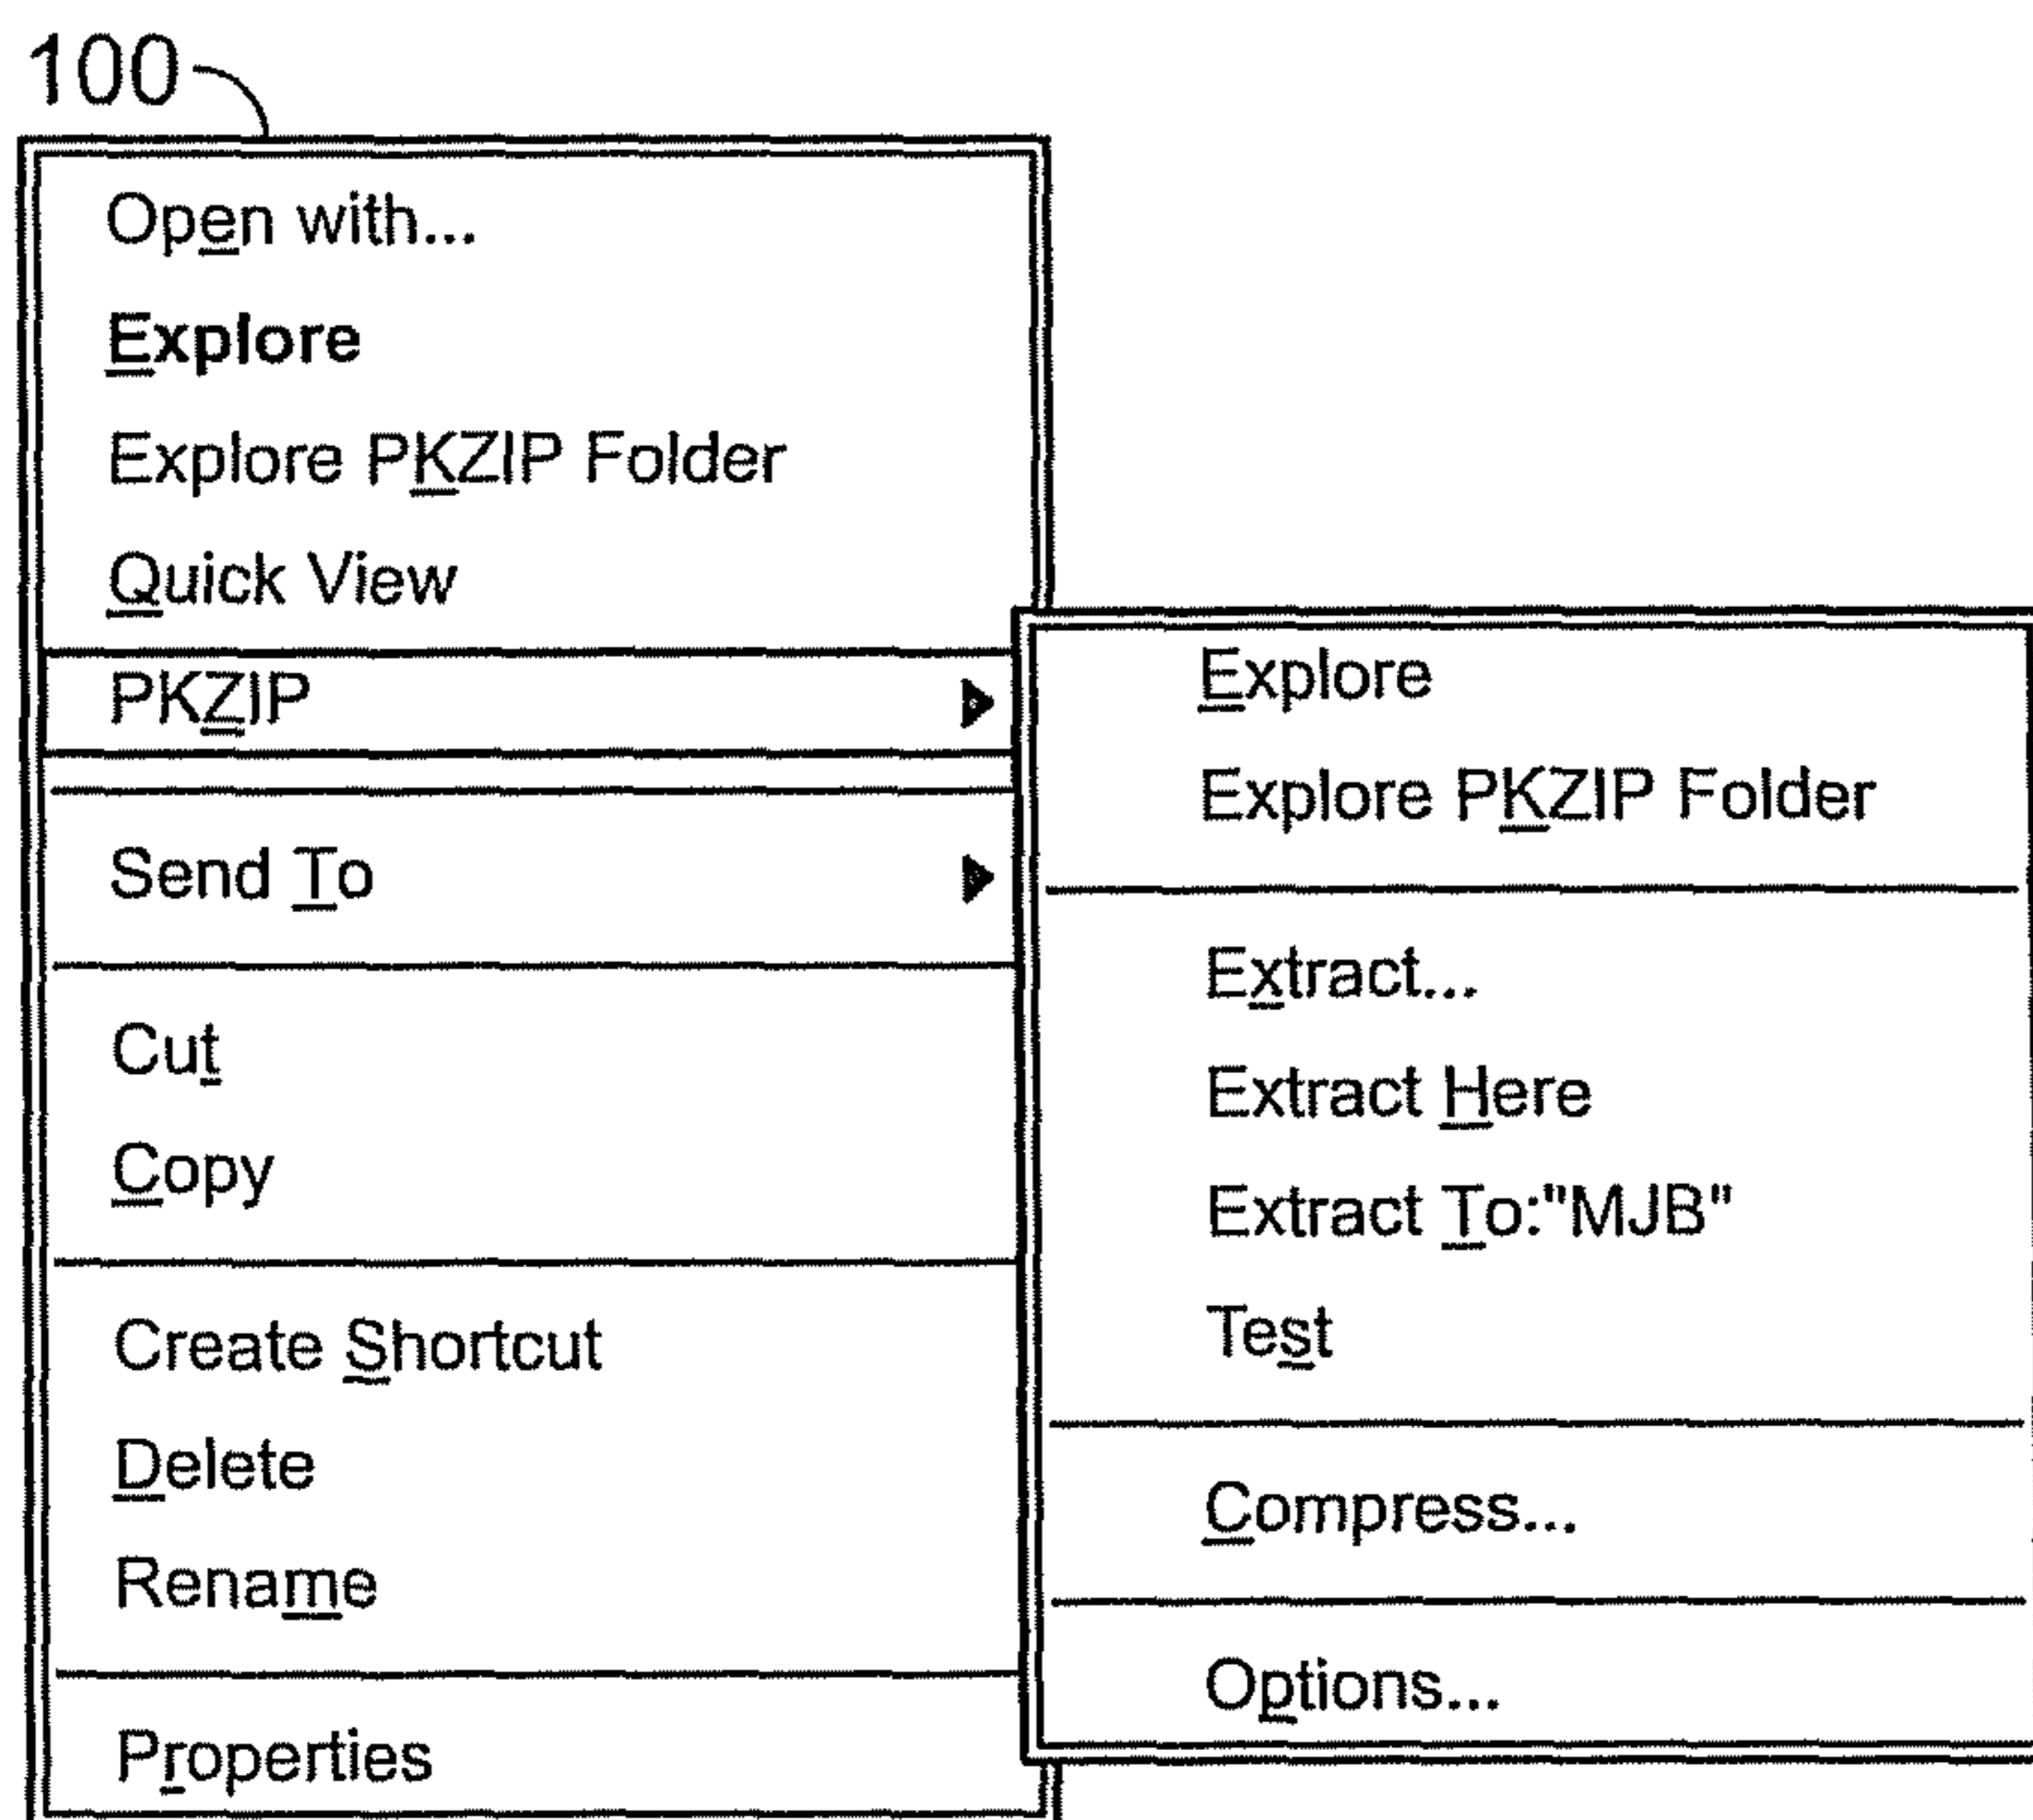 100
Open with...
Explore
Explore PKZIP Folder
Quick View
PKZIP
Send To
Cut
Copy
Create Shortcut
Delete
Rename
Properties
Explore
Explore PKZIP Folder
Extract...
Extract Here
Extract To:"MJB"
Test
Compress...
Options...